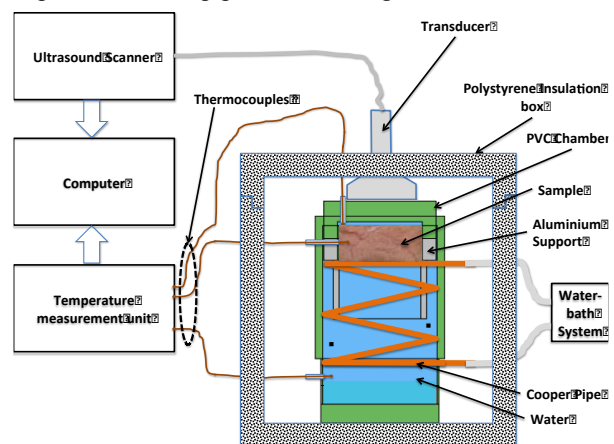 Transducer
Ultrasound Scanner
Polystyrene Insulation
box
Thermocouples
PVC Chamber
Computer
Sample
Aluminium
Support
Temperature
measurement unit
Water-
bath
System
Cooper Pipe
Water